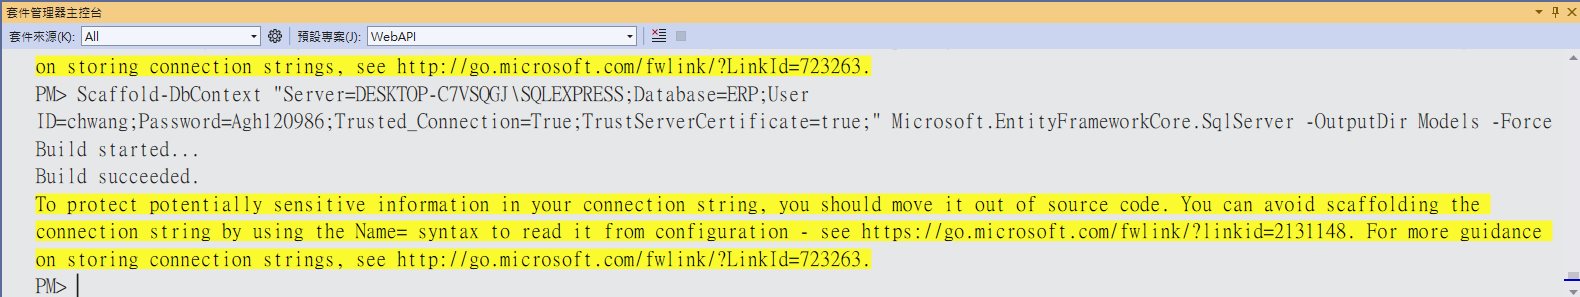 套件管理器主控台
套件來源(K): All 預設專案(J): WebAPI
on storing connection strings, see http://go.microsoft.com/fwlink/?LinkId=723263.
PM> Scaffold-DbContext "Server=DESKTOP-C7VSQGJ\SQLEXPRESS;Database=ERP;User
ID=chwang;Password=Agh120986;Trusted_Connection=True;TrustServerCertificate=true;" Microsoft.EntityFrameworkCore.SqlServer -OutputDir Models -Force
Build started...
Build succeeded.
To protect potentially sensitive information in your connection string, you should move it out of source code. You can avoid scaffolding the
connection string by using the Name= syntax to read it from configuration - see https://go.microsoft.com/fwlink/?linkid=2131148. For more guidance
on storing connection strings, see http://go.microsoft.com/fwlink/?LinkId=723263.
PM>